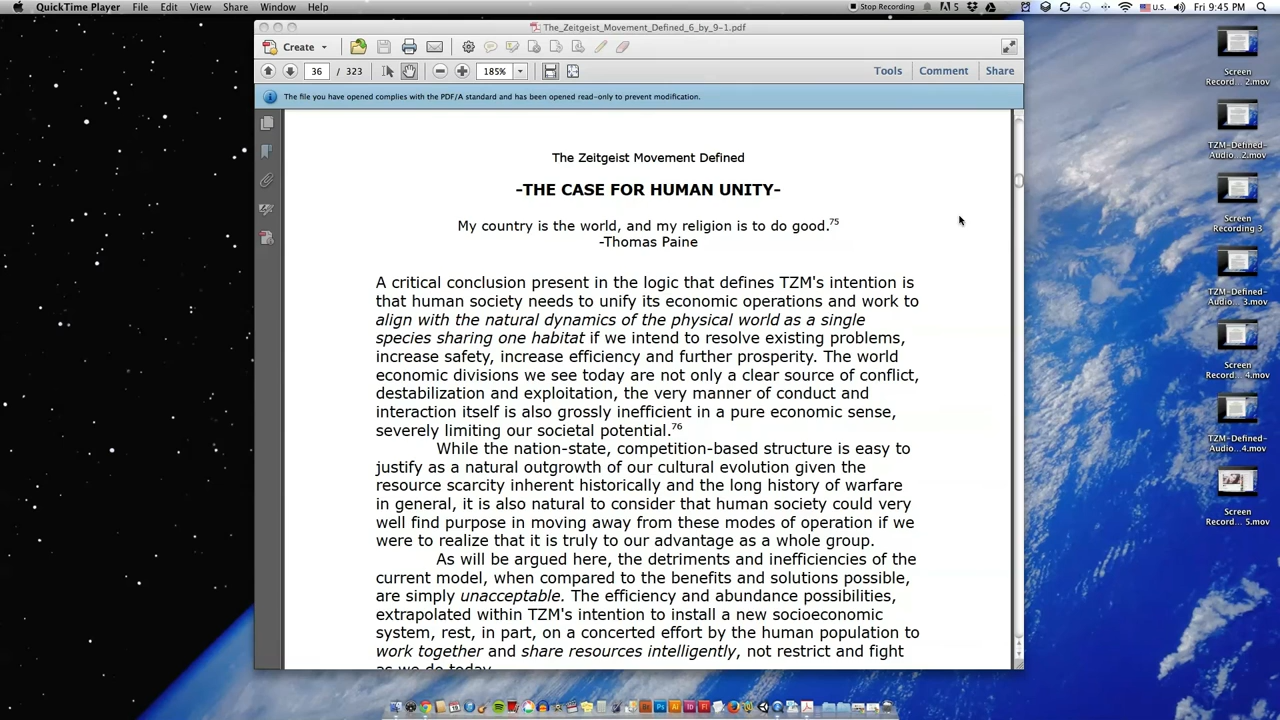 QuickTime Player File Edit View Share Window Help Stop Recording 5 U.S. Fri 9:45 PM
The_Zeitgeist_Movement_Defined_6_by_9-1.pdf
Create
36 / 323 185% Tools Comment Share
The file you have opened complies with the PDF/A standard and has been opened read-only to prevent modification.
The Zeitgeist Movement Defined
-THE CASE FOR HUMAN UNITY-
My country is the world, and my religion is to do good.75
-Thomas Paine
A critical conclusion present in the logic that defines TZM's intention is
that human society needs to unify its economic operations and work to
align with the natural dynamics of the physical world as a single
species sharing one habitat if we intend to resolve existing problems,
increase safety, increase efficiency and further prosperity. The world
economic divisions we see today are not only a clear source of conflict,
destabilization and exploitation, the very manner of conduct and
interaction itself is also grossly inefficient in a pure economic sense,
severely limiting our societal potential.76
While the nation-state, competition-based structure is easy to
justify as a natural outgrowth of our cultural evolution given the
resource scarcity inherent historically and the long history of warfare
in general, it is also natural to consider that human society could very
well find purpose in moving away from these modes of operation if we
were to realize that it is truly to our advantage as a whole group.
As will be argued here, the detriments and inefficiencies of the
current model, when compared to the benefits and solutions possible,
are simply unacceptable. The efficiency and abundance possibilities,
extrapolated within TZM's intention to install a new socioeconomic
system, rest, in part, on a concerted effort by the human population to
work together and share resources intelligently, not restrict and fight
as we do today.
Screen
Record... 2.mov
TZM-Defined-
Audio...2.mov
Screen
Recording 3
TZM-Defined-
Audio... 3.mov
Screen
Record... 4.mov
TZM-Defined-
Audio...4.mov
Screen
Record... 5.mov